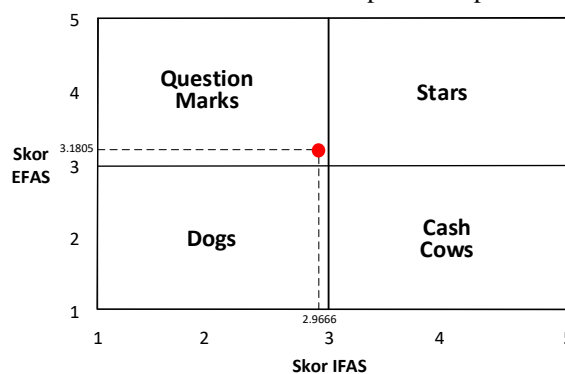 5
Question
Marks
Stars
4
3.1805
Skor
EFAS
3
Dogs
Cash
Cows
2
1
2.9666
1 2 3 4
Skor IFAS